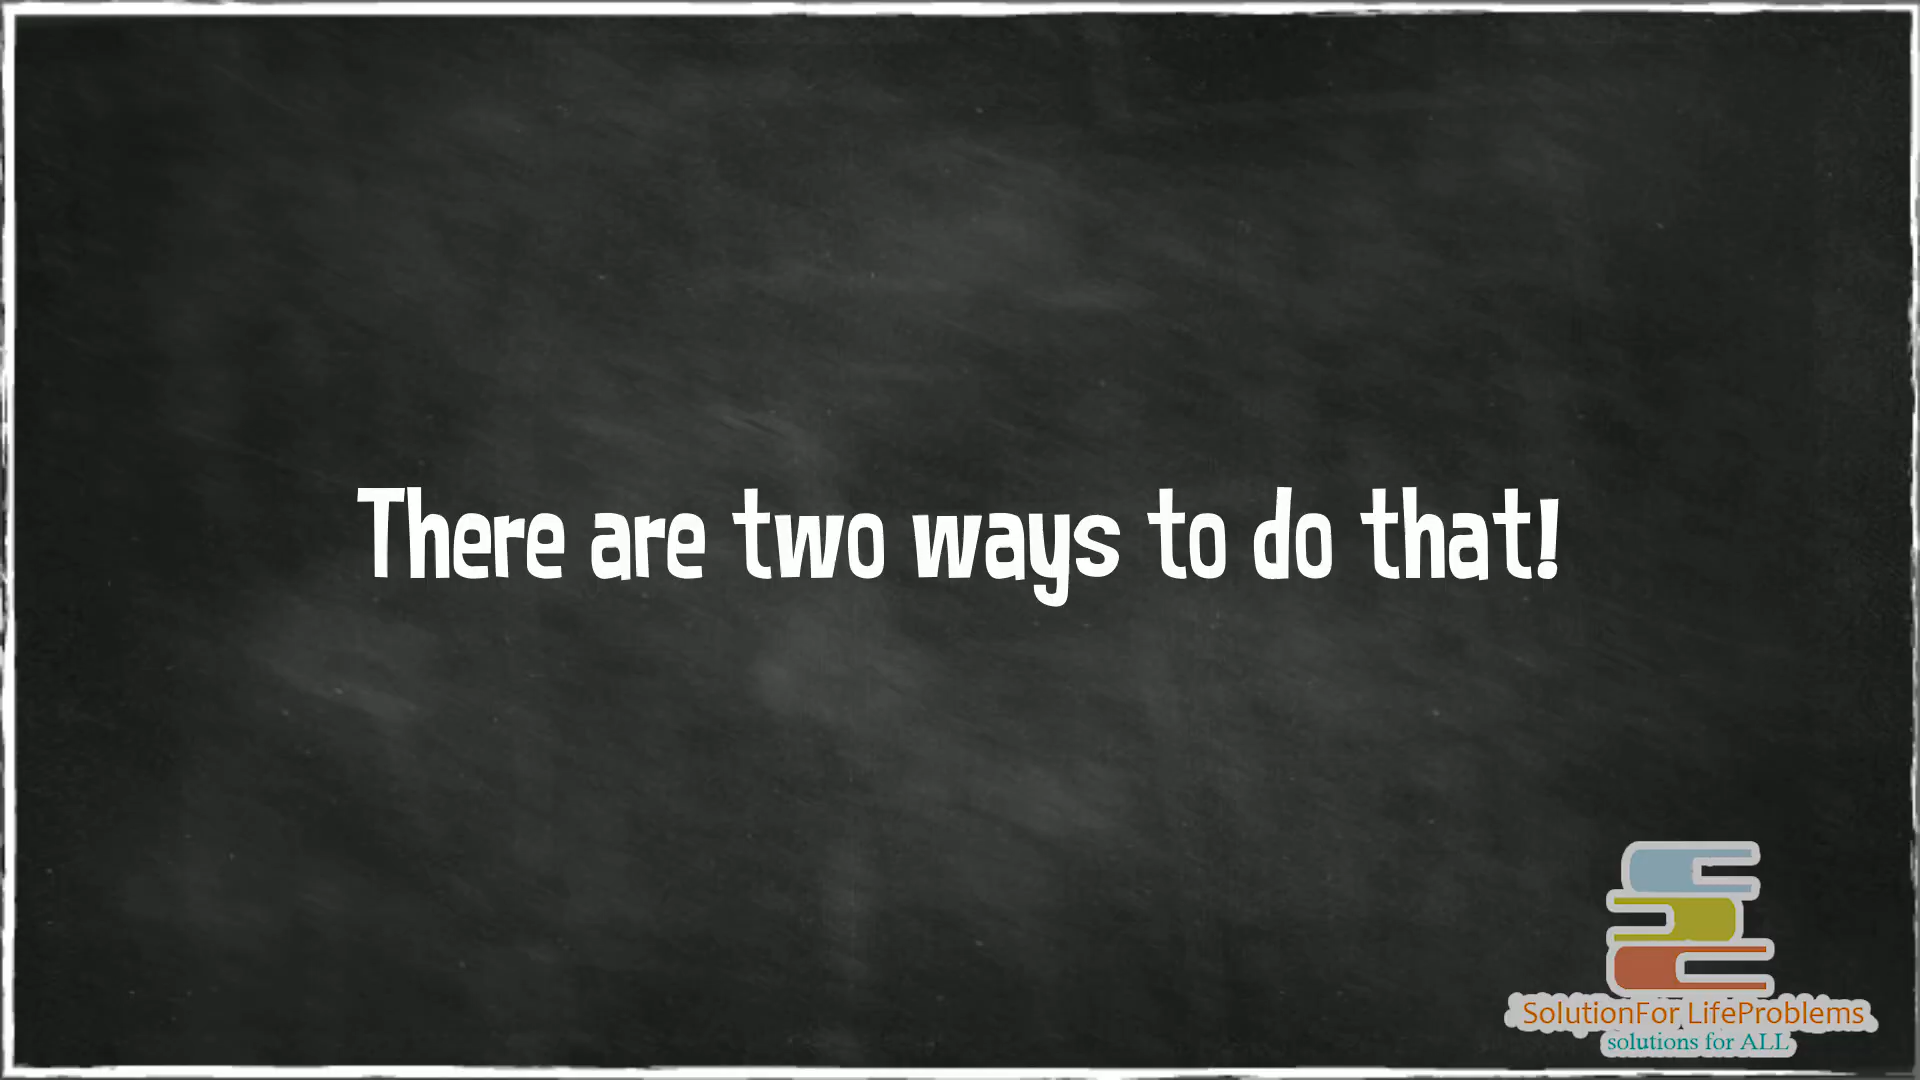 There are two ways to do that!
SolutionFor LifeProblems
solutions for ALL